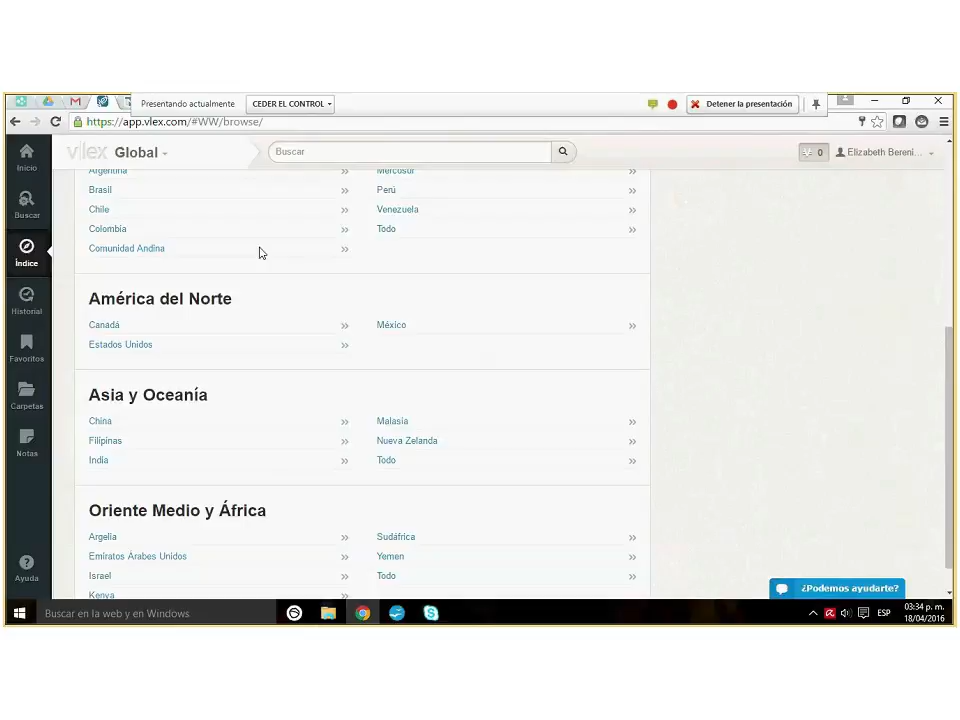 Presentando actualmente CEDER EL CONTROL Detener la presentación
https://app.vlex.com/#WW/browse/
vlex Global Buscar 0 Elizabeth Bereni...
Inicio
Buscar
Índice
Historial
Favoritos
Carpetas
Notas
Ayuda
Argentina » Mercosur »
Brasil » Perú »
Chile » Venezuela »
Colombia » Todo »
Comunidad Andina »
América del Norte
Canadá » México »
Estados Unidos »
Asia y Oceanía
China » Malasia »
Filipinas » Nueva Zelanda »
India » Todo »
Oriente Medio y África
Argelia » Sudáfrica »
Emiratos Árabes Unidos » Yemen »
Israel » Todo »
Kenya »
¿Podemos ayudarte?
Buscar en la web y en Windows ESP 03:34 p. m.
18/04/2016